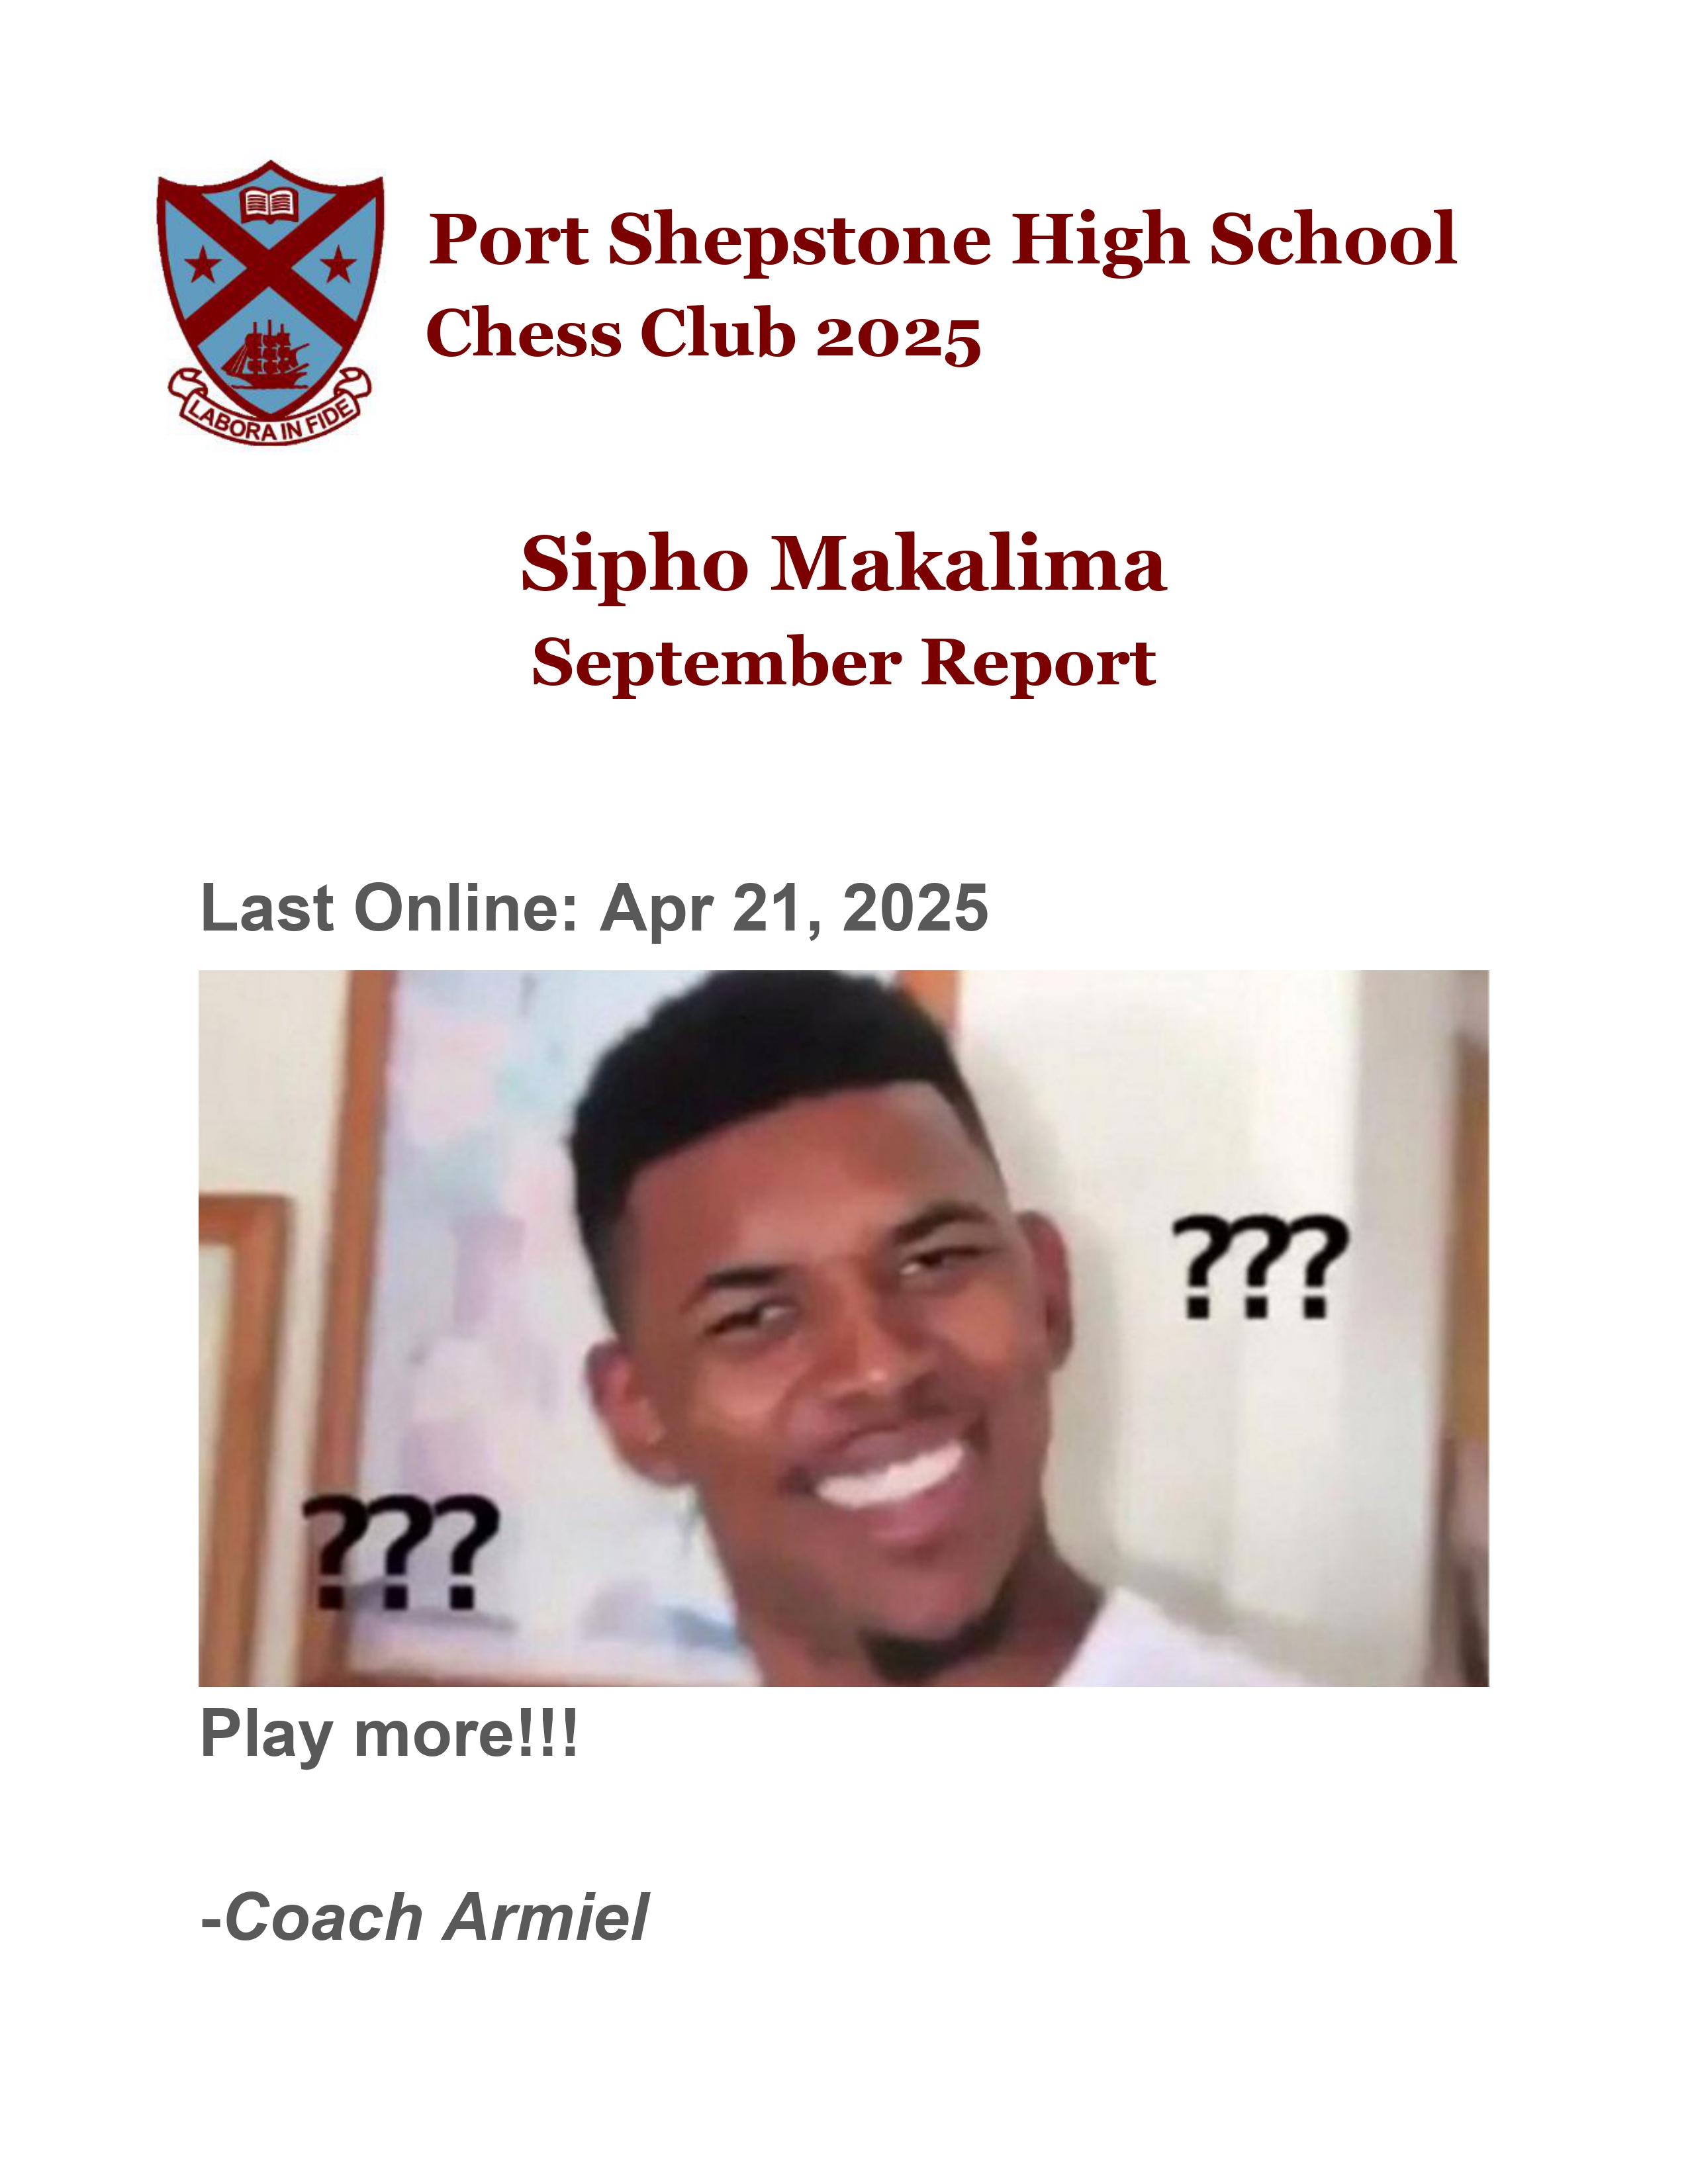 Port Shepstone High School
Chess Club 2025
LABORA IN FIDE
Sipho Makalima
September Report
Last Online: Apr 21, 2025
???
???
Play more!!!
-Coach Armiel